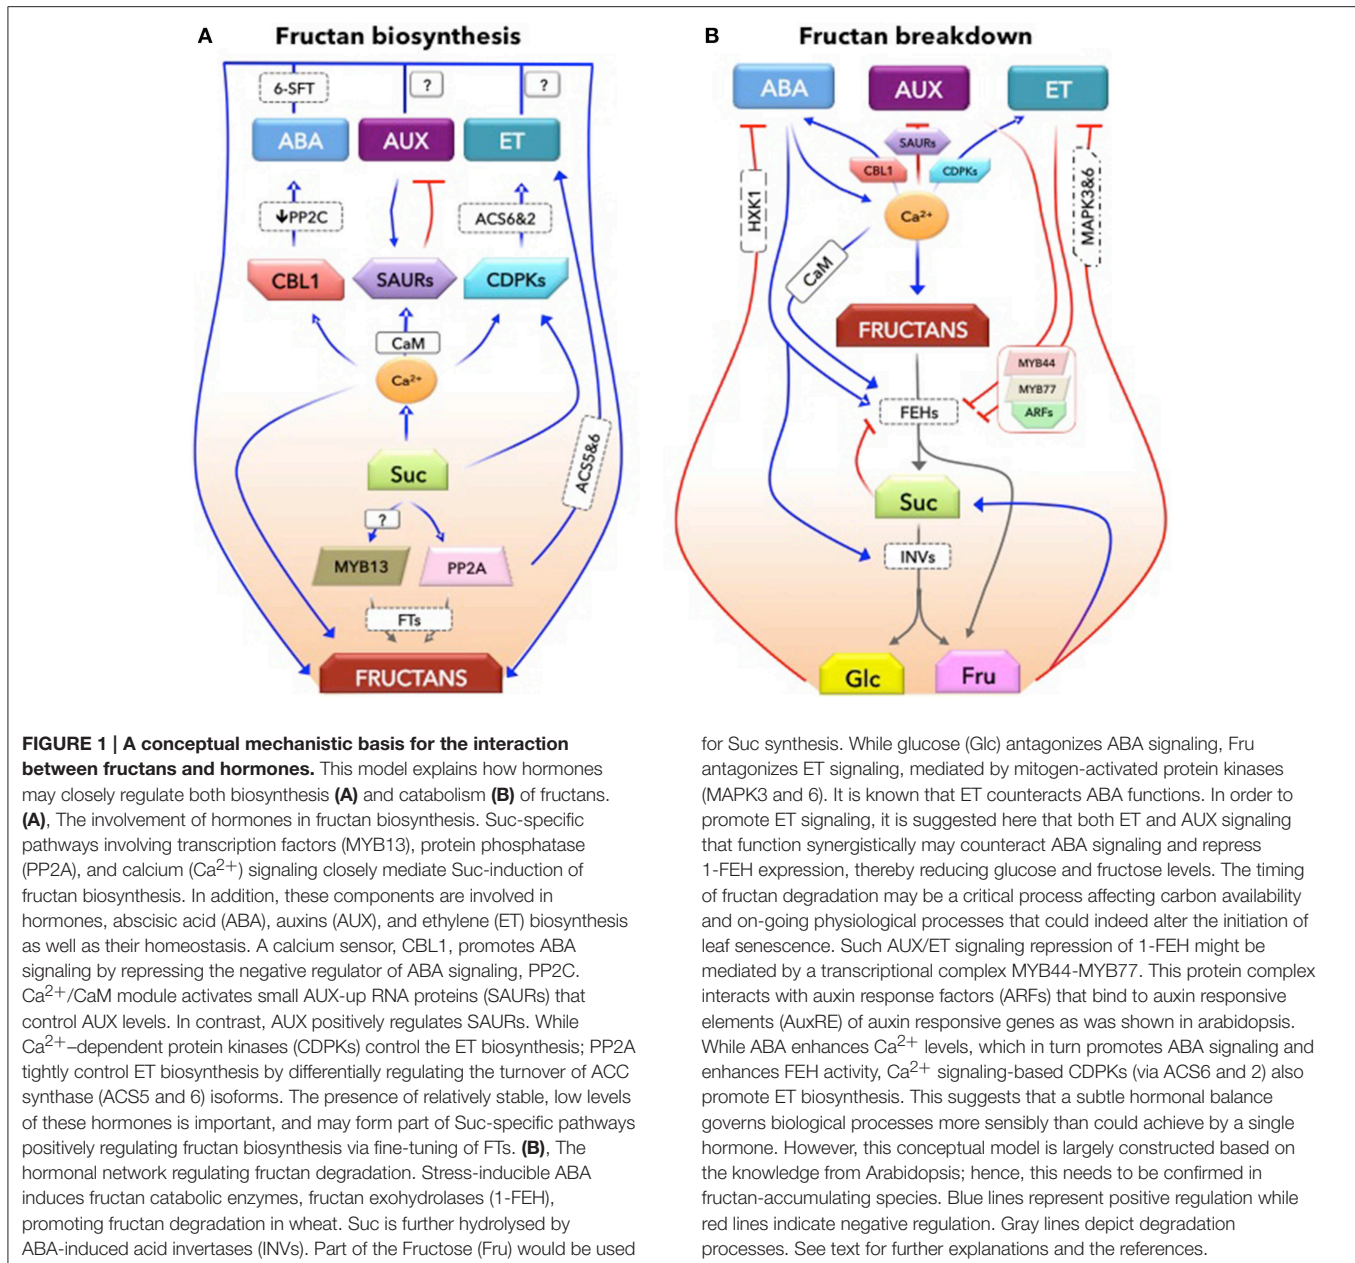 A Fructan biosynthesis
6-SFT
?
?
ABA
AUX
ET
🡇PP2C
ACS6&2
CBL1
SAURs
CDPKs
CaM
Ca2+
Suc
ACS5&6
?
MYB13
PP2A
FTs
FRUCTANS
B Fructan breakdown
ABA
AUX
ET
SAURs
CBL1
CDPKs
HXK1
MAPK3&6
Ca2+
CaM
FRUCTANS
MYB44
MYB77
ARFs
FEHs
Suc
INVs
Glc
Fru
FIGURE 1 | A conceptual mechanistic basis for the interaction
between fructans and hormones. This model explains how hormones
may closely regulate both biosynthesis (A) and catabolism (B) of fructans.
(A), The involvement of hormones in fructan biosynthesis. Suc-specific
pathways involving transcription factors (MYB13), protein phosphatase
(PP2A), and calcium (Ca2+) signaling closely mediate Suc-induction of
fructan biosynthesis. In addition, these components are involved in
hormones, abscisic acid (ABA), auxins (AUX), and ethylene (ET) biosynthesis
as well as their homeostasis. A calcium sensor, CBL1, promotes ABA
signaling by repressing the negative regulator of ABA signaling, PP2C.
Ca2+/CaM module activates small AUX-up RNA proteins (SAURs) that
control AUX levels. In contrast, AUX positively regulates SAURs. While
Ca2+–dependent protein kinases (CDPKs) control the ET biosynthesis; PP2A
tightly control ET biosynthesis by differentially regulating the turnover of ACC
synthase (ACS5 and 6) isoforms. The presence of relatively stable, low levels
of these hormones is important, and may form part of Suc-specific pathways
positively regulating fructan biosynthesis via fine-tuning of FTs. (B), The
hormonal network regulating fructan degradation. Stress-inducible ABA
induces fructan catabolic enzymes, fructan exohydrolases (1-FEH),
promoting fructan degradation in wheat. Suc is further hydrolysed by
ABA-induced acid invertases (INVs). Part of the Fructose (Fru) would be used
for Suc synthesis. While glucose (Glc) antagonizes ABA signaling, Fru
antagonizes ET signaling, mediated by mitogen-activated protein kinases
(MAPK3 and 6). It is known that ET counteracts ABA functions. In order to
promote ET signaling, it is suggested here that both ET and AUX signaling
that function synergistically may counteract ABA signaling and repress
1-FEH expression, thereby reducing glucose and fructose levels. The timing
of fructan degradation may be a critical process affecting carbon availability
and on-going physiological processes that could indeed alter the initiation of
leaf senescence. Such AUX/ET signaling repression of 1-FEH might be
mediated by a transcriptional complex MYB44-MYB77. This protein complex
interacts with auxin response factors (ARFs) that bind to auxin responsive
elements (AuxRE) of auxin responsive genes as was shown in arabidopsis.
While ABA enhances Ca2+ levels, which in turn promotes ABA signaling and
enhances FEH activity, Ca2+ signaling-based CDPKs (via ACS6 and 2) also
promote ET biosynthesis. This suggests that a subtle hormonal balance
governs biological processes more sensibly than could achieve by a single
hormone. However, this conceptual model is largely constructed based on
the knowledge from Arabidopsis; hence, this needs to be confirmed in
fructan-accumulating species. Blue lines represent positive regulation while
red lines indicate negative regulation. Gray lines depict degradation
processes. See text for further explanations and the references.